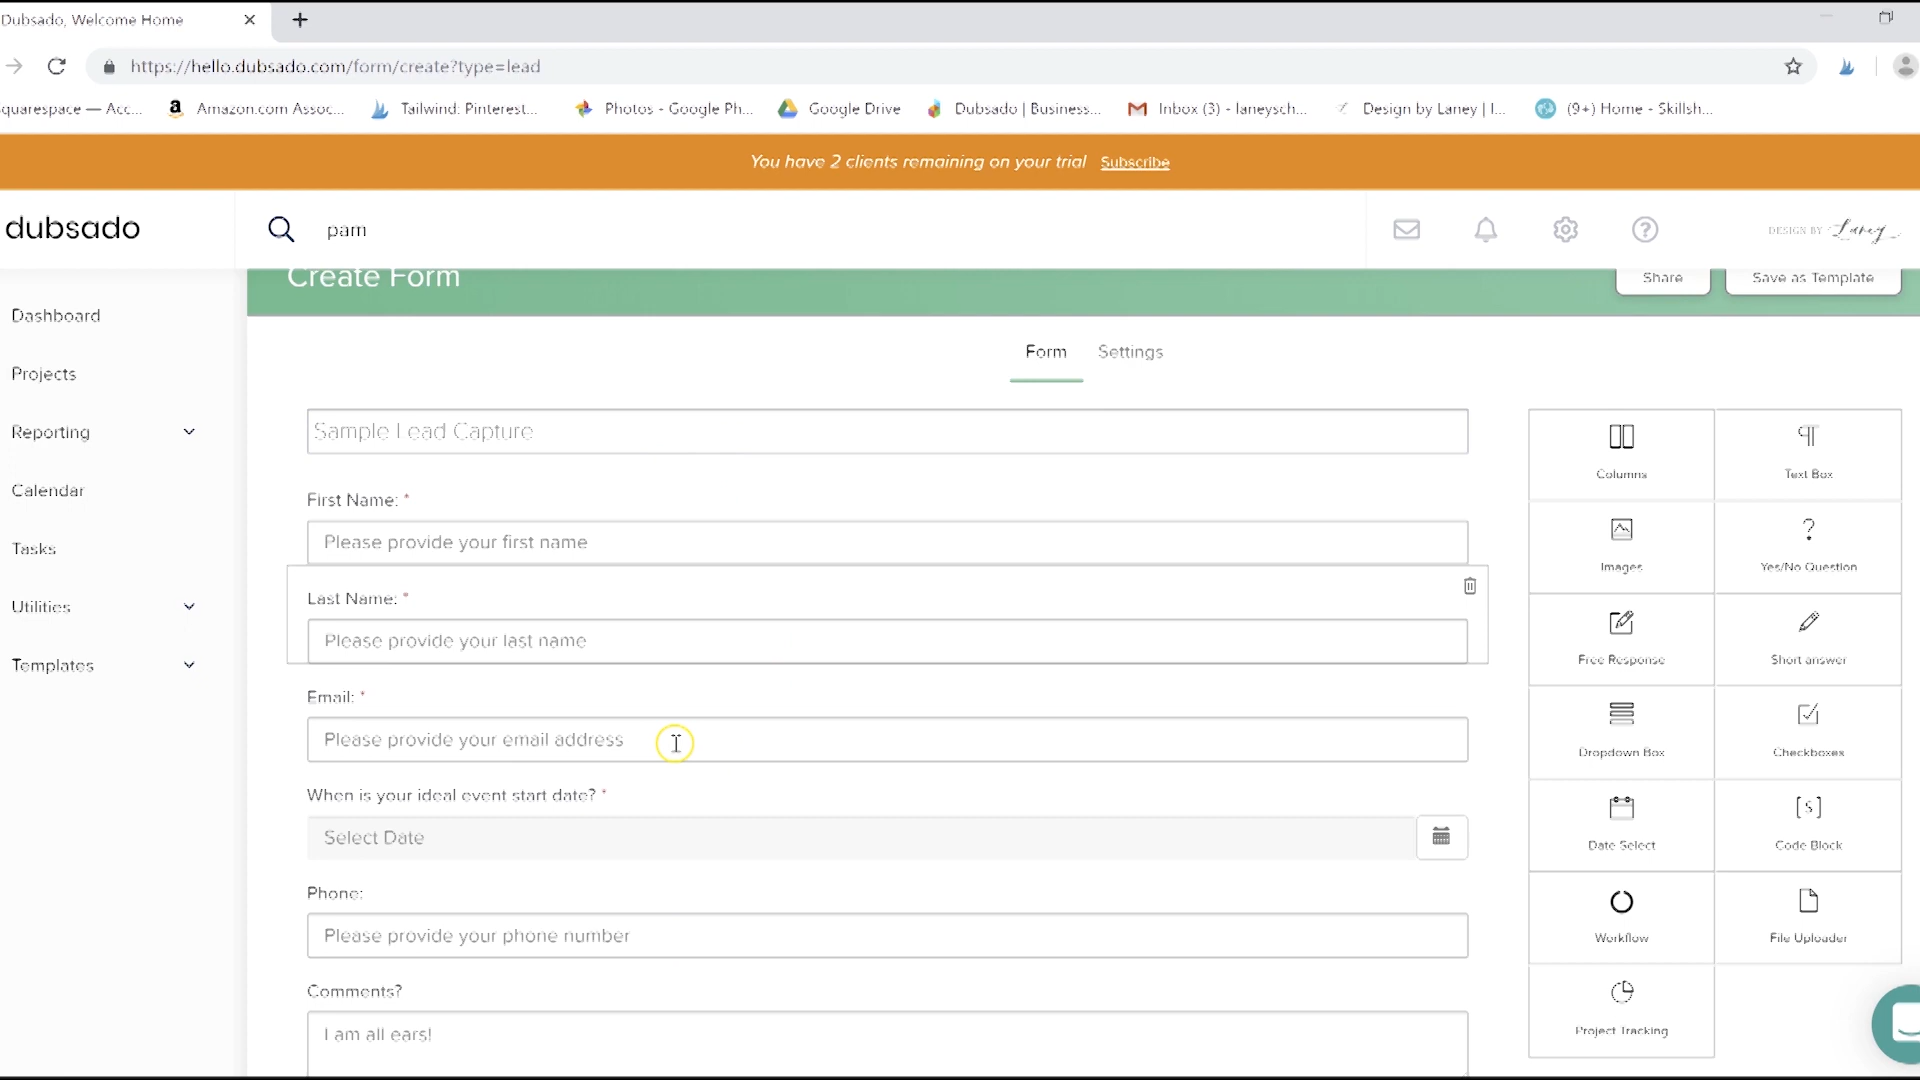 Dubsado, Welcome Home
https://hello.dubsado.com/form/create?type=lead
quarespace — Acc...
Amazon.com Assoc...
Tailwind: Pinterest...
Photos - Google Ph...
Google Drive
Dubsado | Business...
Inbox (3) - laneysch...
Design by Laney | I...
(9+) Home - Skillsh...
You have 2 clients remaining on your trial Subscribe
dubsado
pam
DESIGN BY Laney
Create Form
Share
Save as Template
Dashboard
Projects
Reporting
Calendar
Tasks
Utilities
Templates
Form
Settings
Sample Lead Capture
First Name: *
Please provide your first name
Last Name: *
Please provide your last name
Email: *
Please provide your email address
When is your ideal event start date? *
Select Date
Phone:
Please provide your phone number
Comments?
I am all ears!
Columns
Text Box
Images
Yes/No Question
Free Response
Short answer
Dropdown Box
Checkboxes
Date Select
Code Block
Workflow
File Uploader
Project Tracking